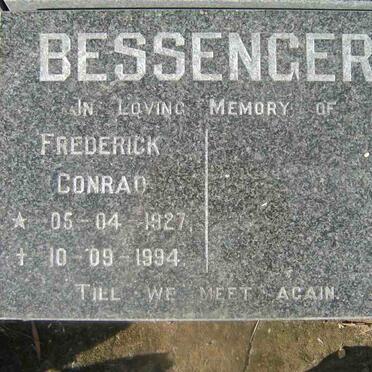 BESSENGER
IN LOVING MEMORY OF
FREDERICK
CONRAD
★ 05-04-1927
✝ 10-09-1994
TILL WE MEET AGAIN